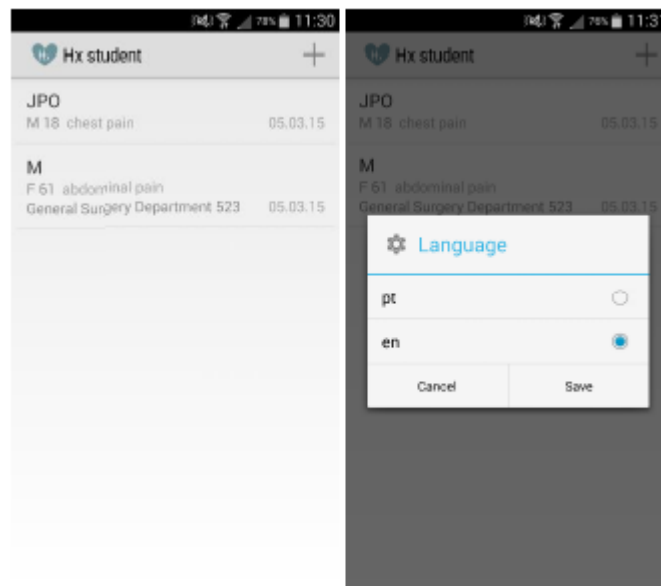 78% 11:30
Hx student
JPO
M 18 chest pain 05.03.15
M
F 61 abdominal pain
General Surgery Department 523 05.03.15
78% 11:3
Hx student
JPO
M 18 chest pain 05.03.15
M
F 61 abdominal pain
General Surgery Department 523 05.03.15
Language
pt
en
Cancel Save